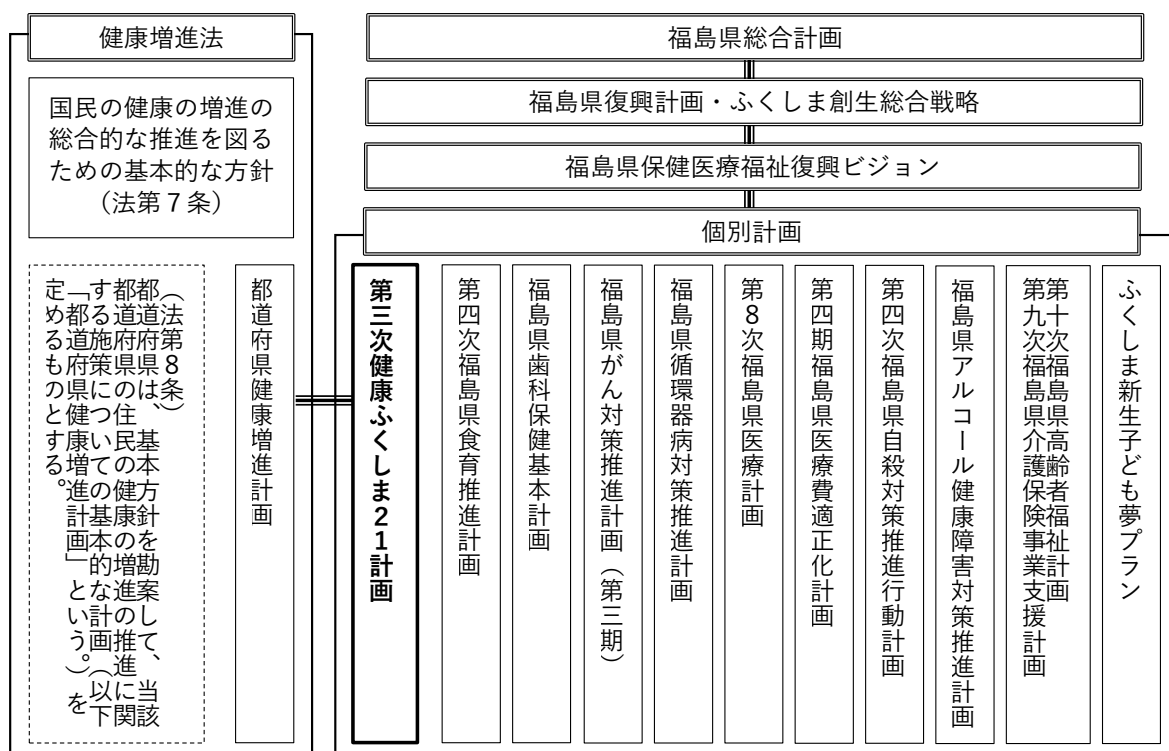 健康増進法
国民の健康の増進の
総合的な推進を図る
ための基本的な方針
（法第７条）
（法第８条）
都道府県は、基本方針を勘案して、当該
都道府県の住民の健康の増進の推進に関
する施策についての基本的な計画（以下
「都道府県健康増進計画」という。）を
定めるものとする。
都道府県健康増進計画
福島県総合計画
福島県復興計画・ふくしま創生総合戦略
福島県保健医療福祉復興ビジョン
個別計画
第三次健康ふくしま２１計画
第四次福島県食育推進計画
福島県歯科保健基本計画
福島県がん対策推進計画（第三期）
福島県循環器病対策推進計画
第８次福島県医療計画
第四期福島県医療費適正化計画
第四次福島県自殺対策推進行動計画
福島県アルコール健康障害対策推進計画
第十次福島県高齢者福祉計画
第九次福島県介護保険事業支援計画
ふくしま新生子ども夢プラン